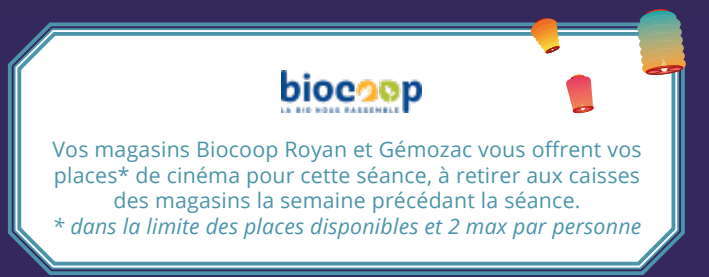 biocoop
LA BIO NOUS RASSEMBLE
Vos magasins Biocoop Royan et Gémozac vous offrent vos
places* de cinéma pour cette séance, à retirer aux caisses
des magasins la semaine précédant la séance.
* dans la limite des places disponibles et 2 max par personne